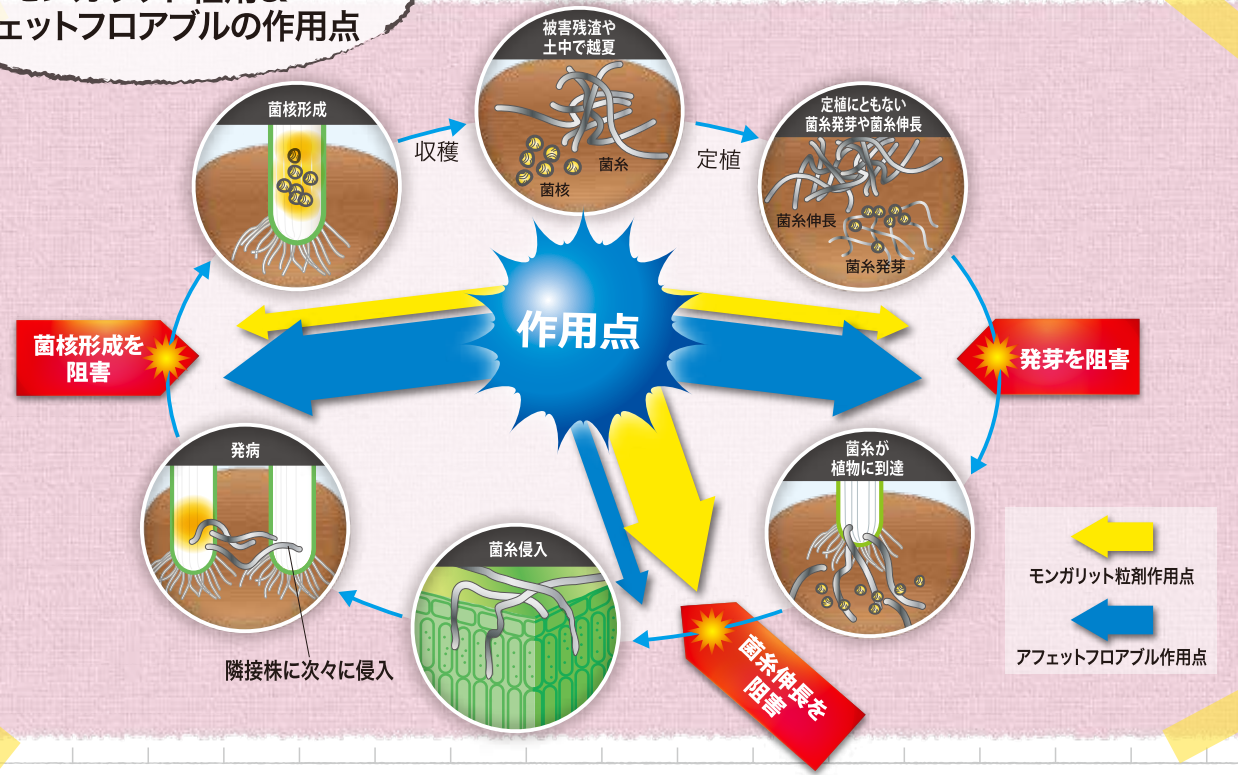 ェットフロアブルの作用点
被害残渣や
土中で越夏
菌糸
菌核
収穫
定植
定植にともない
菌糸発芽や菌糸伸長
菌糸伸長
菌糸発芽
菌核形成
作用点
菌核形成を
阻害
発芽を阻害
菌糸が
植物に到達
発病
隣接株に次々に侵入
菌糸侵入
菌糸伸長を
阻害
モンガリット粒剤作用点
アフェットフロアブル作用点